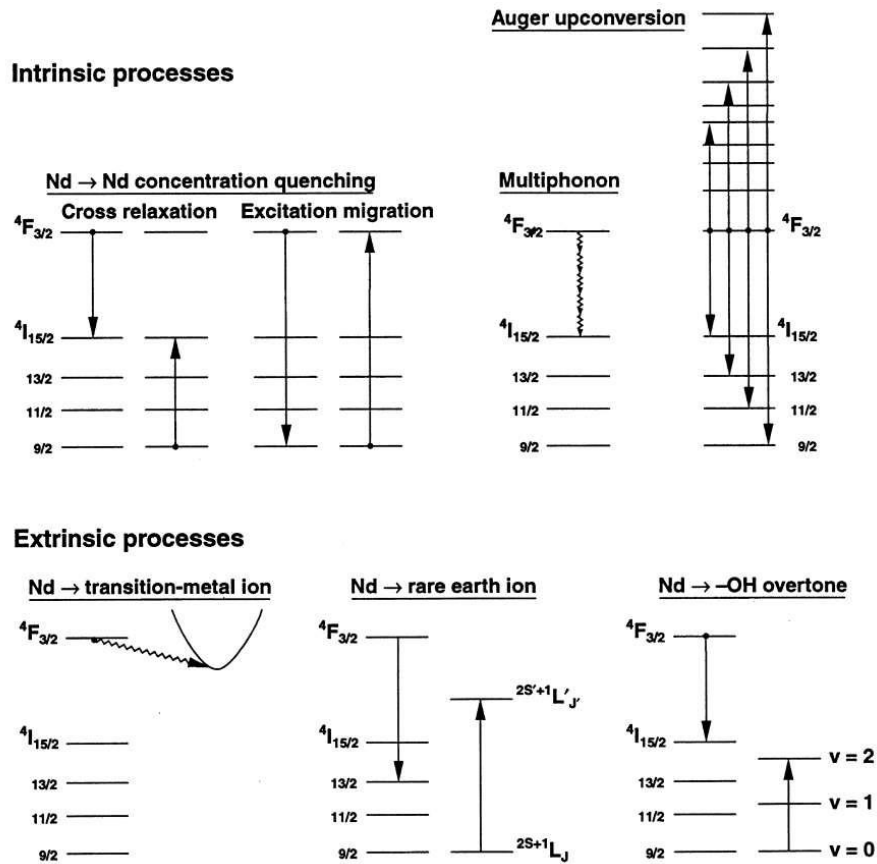 Auger upconversion
Intrinsic processes
Nd → Nd concentration quenching
Cross relaxation
Excitation migration
⁴F₃/₂
⁴I₁₅/₂
13/2
11/2
9/2
Multiphonon
⁴F₃/₂
⁴I₁₅/₂
13/2
11/2
9/2
⁴F₃/₂
⁴I₁₅/₂
13/2
11/2
9/2
Extrinsic processes
Nd → transition-metal ion
⁴F₃/₂
⁴I₁₅/₂
13/2
11/2
9/2
Nd → rare earth ion
⁴F₃/₂
⁴I₁₅/₂
13/2
11/2
9/2
2S'+1L'J'
2S+1LJ
Nd → –OH overtone
⁴F₃/₂
⁴I₁₅/₂
13/2
11/2
9/2
v = 2
v = 1
v = 0